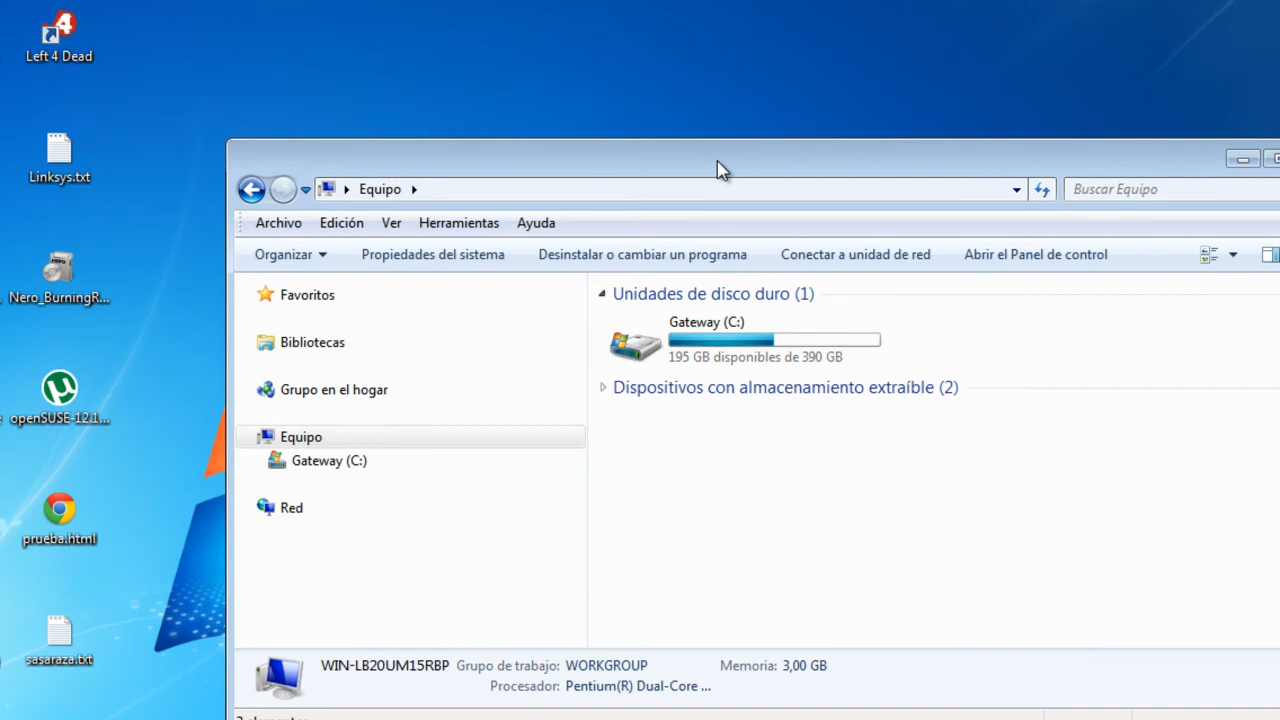 Left 4 Dead
Linksys.txt
Nero_BurningR...
openSUSE-12.1...
prueba.html
sasaraza.txt
Equipo
Buscar Equipo
Archivo Edición Ver Herramientas Ayuda
Organizar Propiedades del sistema Desinstalar o cambiar un programa Conectar a unidad de red Abrir el Panel de control
Favoritos
Bibliotecas
Grupo en el hogar
Equipo
Gateway (C:)
Red
Unidades de disco duro (1)
Gateway (C:)
195 GB disponibles de 390 GB
Dispositivos con almacenamiento extraíble (2)
WIN-LB20UM15RBP Grupo de trabajo: WORKGROUP Memoria: 3,00 GB
Procesador: Pentium(R) Dual-Core ...